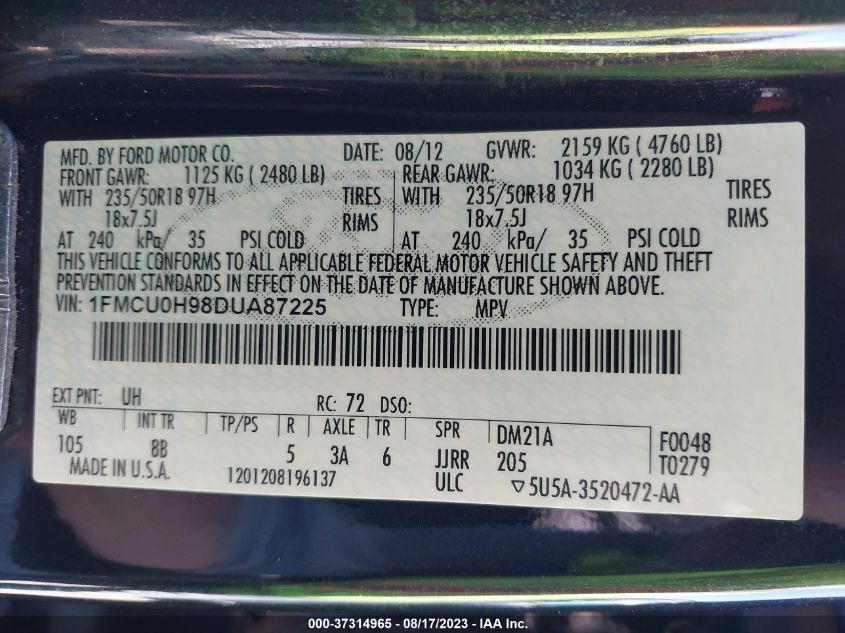 MFD. BY FORD MOTOR CO. DATE: 08/12 GVWR: 2159 KG ( 4760 LB)
FRONT GAWR: 1125 KG ( 2480 LB) REAR GAWR: 1034 KG ( 2280 LB)
WITH 235/50R18 97H TIRES WITH 235/50R18 97H TIRES
18x7.5J RIMS 18x7.5J RIMS
AT 240 kPa/ 35 PSI COLD AT 240 kPa/ 35 PSI COLD
THIS VEHICLE CONFORMS TO ALL APPLICABLE FEDERAL MOTOR VEHICLE SAFETY AND THEFT
PREVENTION STANDARDS IN EFFECT ON THE DATE OF MANUFACTURE SHOWN ABOVE.
VIN: 1FMCU0H98DUA87225 TYPE: MPV
EXT PNT: UH RC: 72 DSO:
WB INT TR TP/PS R AXLE TR SPR DM21A F0048
105 8B 5 3A 6 JJRR 205 T0279
MADE IN U.S.A. 1201208196137 ULC ▽5U5A-3520472-AA
000-37314965 - 08/17/2023 - IAA Inc.